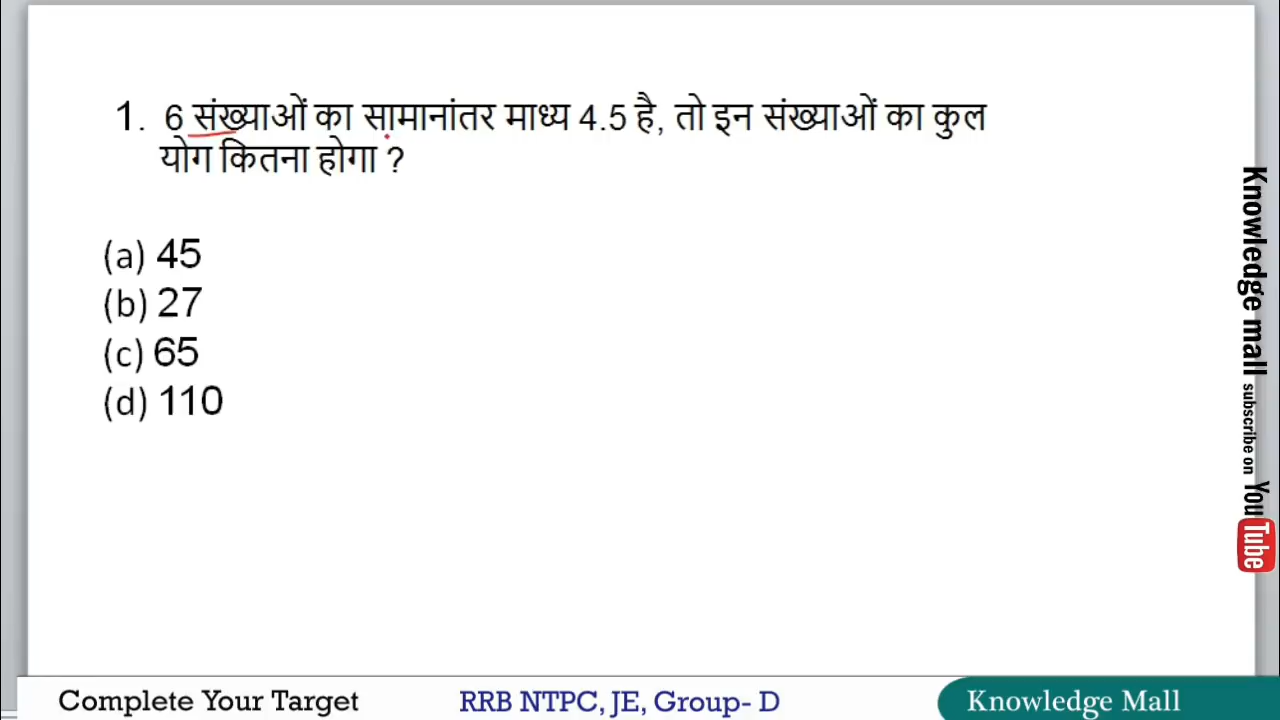 1. 6 संख्याओं का सामानांतर माध्य 4.5 है, तो इन संख्याओं का कुल
योग कितना होगा ?
(a) 45
(b) 27
(c) 65
(d) 110
Knowledge mall subscribe on YouTube
Complete Your Target
RRB NTPC, JE, Group- D
Knowledge Mall